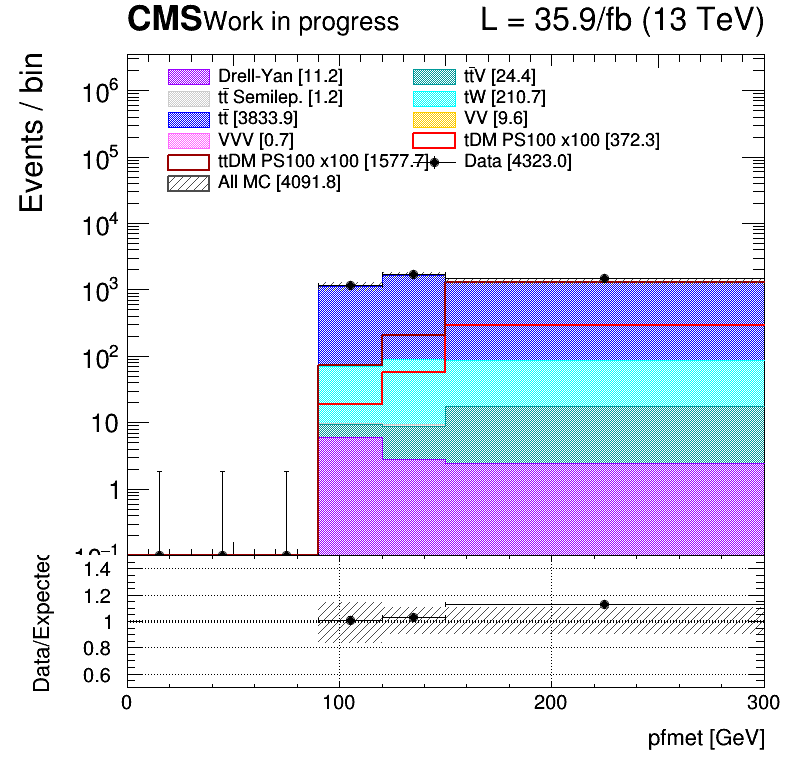 CMS Work in progress L = 35.9/fb (13 TeV)
Events / bin
Drell-Yan [11.2] tt̄V [24.4]
tt̄ Semilep. [1.2] tW [210.7]
tt̄ [3833.9] VV [9.6]
VVV [0.7] tDM PS100 x100 [372.3]
ttDM PS100 x100 [1577.7] Data [4323.0]
All MC [4091.8]
10⁶
10⁵
10⁴
10³
10²
10
1
10⁻¹
Data/Expected
1.4
1.2
1
0.8
0.6
0 100 200 300
pfmet [GeV]